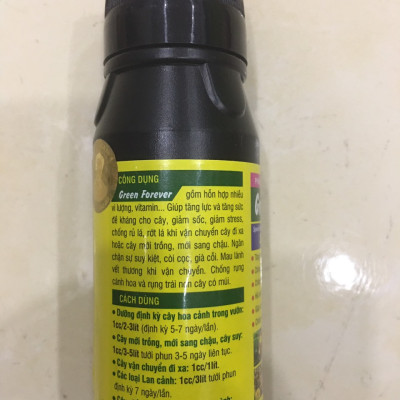 CÔNG DỤNG
Green Forever gồm hỗn hợp nhiều
vi lượng, vitamin... Giúp tăng lực và tăng sức
đề kháng cho cây, giảm sốc, giảm stress,
chống rủ lá, rớt lá khi vận chuyển cây đi xa
hoặc cây mới trồng, mới sang chậu. Ngăn
chặn sự suy kiệt, còi cọc, già cỗi. Mau lành
vết thương khi vận chuyển. Chống rụng
cánh hoa và rụng trái non cây có múi.
CÁCH DÙNG
• Dưỡng định kỳ cây hoa cảnh trong vườn:
1cc/2-3lít (định kỳ 5-7 ngày/lần).
• Cây mới trồng, mới sang chậu, cây suy:
1cc/3-5lít tưới phun 3-5 ngày liên tục.
• Cây vận chuyển đi xa: 1cc/1lít.
• Các loại Lan cảnh: 1cc/3lít tưới phun
định kỳ 7 ngày/lần.